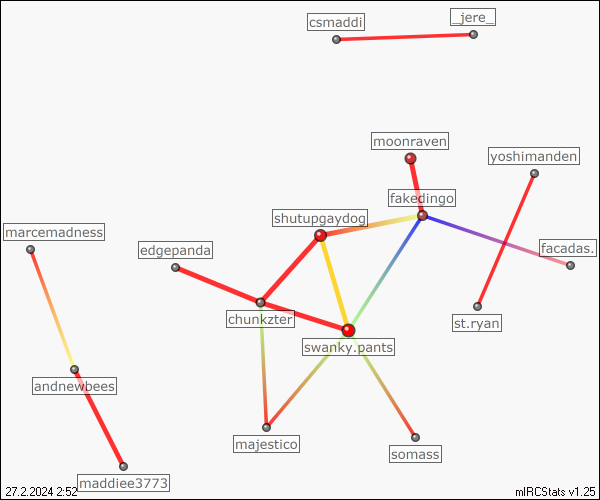 csmaddi
_jere_
moonraven
yoshimanden
fakedingo
shutupgaydog
marcemadness
edgepanda
facadas.
chunkzter
st.ryan
swanky.pants
andnewbees
majestico
somass
maddiee3773
27.2.2024 2:52
mIRCStats v1.25